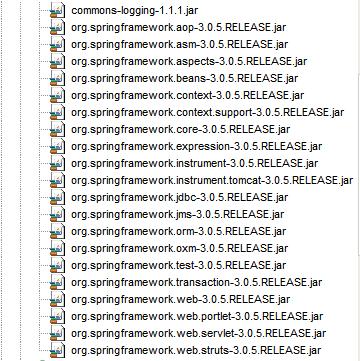 commons-logging-1.1.1.jar
org.springframework.aop-3.0.5.RELEASE.jar
org.springframework.asm-3.0.5.RELEASE.jar
org.springframework.aspects-3.0.5.RELEASE.jar
org.springframework.beans-3.0.5.RELEASE.jar
org.springframework.context-3.0.5.RELEASE.jar
org.springframework.context.support-3.0.5.RELEASE.jar
org.springframework.core-3.0.5.RELEASE.jar
org.springframework.expression-3.0.5.RELEASE.jar
org.springframework.instrument-3.0.5.RELEASE.jar
org.springframework.instrument.tomcat-3.0.5.RELEASE.jar
org.springframework.jdbc-3.0.5.RELEASE.jar
org.springframework.jms-3.0.5.RELEASE.jar
org.springframework.orm-3.0.5.RELEASE.jar
org.springframework.oxm-3.0.5.RELEASE.jar
org.springframework.test-3.0.5.RELEASE.jar
org.springframework.transaction-3.0.5.RELEASE.jar
org.springframework.web-3.0.5.RELEASE.jar
org.springframework.web.portlet-3.0.5.RELEASE.jar
org.springframework.web.servlet-3.0.5.RELEASE.jar
org.springframework.web.struts-3.0.5.RELEASE.jar